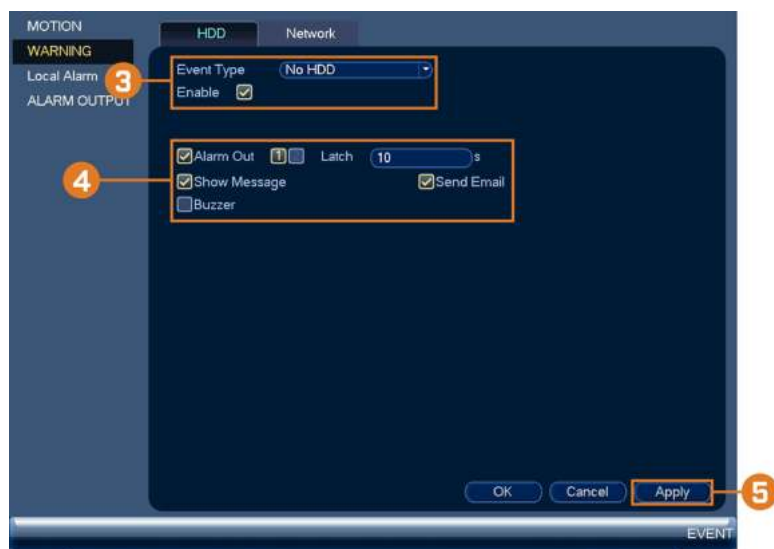 MOTION
WARNING
Local Alarm
ALARM OUTPUT
HDD Network
3
Event Type No HDD
Enable
4
Alarm Out 1 Latch 10 s
Show Message Send Email
Buzzer
OK Cancel Apply
5
EVENT